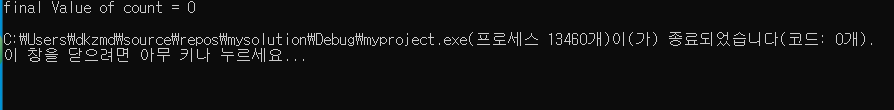 final Value of count = 0
C:₩Users₩dkzmd₩source₩repos₩mysolution₩Debug₩myproject.exe(프로세스 13460개)이(가) 종료되었습니다(코드: 0개).
이 창을 닫으려면 아무 키나 누르세요...